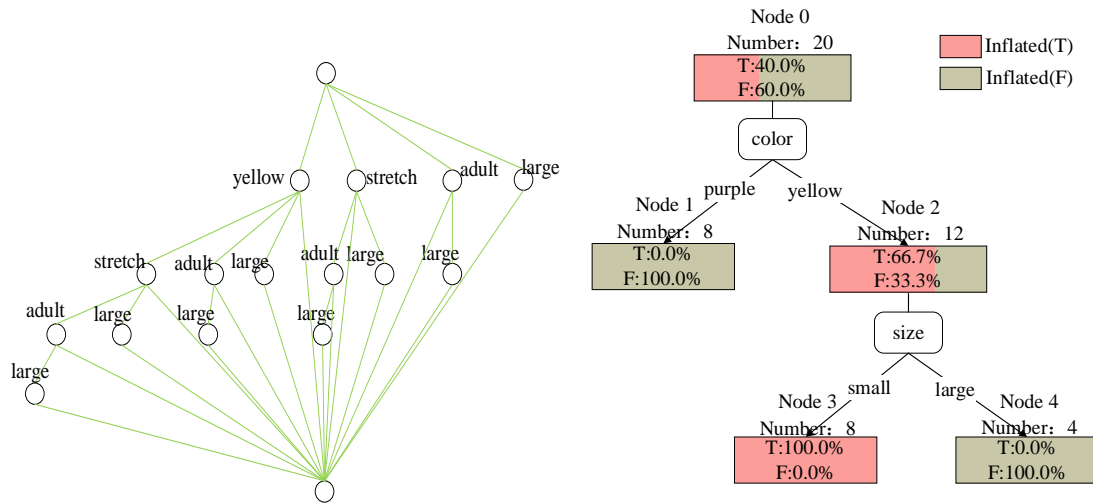 yellow
stretch
adult
large
stretch
adult
large
adult
large
large
adult
large
large
large
large
Node 0
Number：20
T:40.0%
F:60.0%
Inflated(T)
Inflated(F)
color
purple
yellow
Node 1
Number：8
T:0.0%
F:100.0%
Node 2
Number：12
T:66.7%
F:33.3%
size
small
large
Node 3
Number：8
T:100.0%
F:0.0%
Node 4
Number：4
T:0.0%
F:100.0%